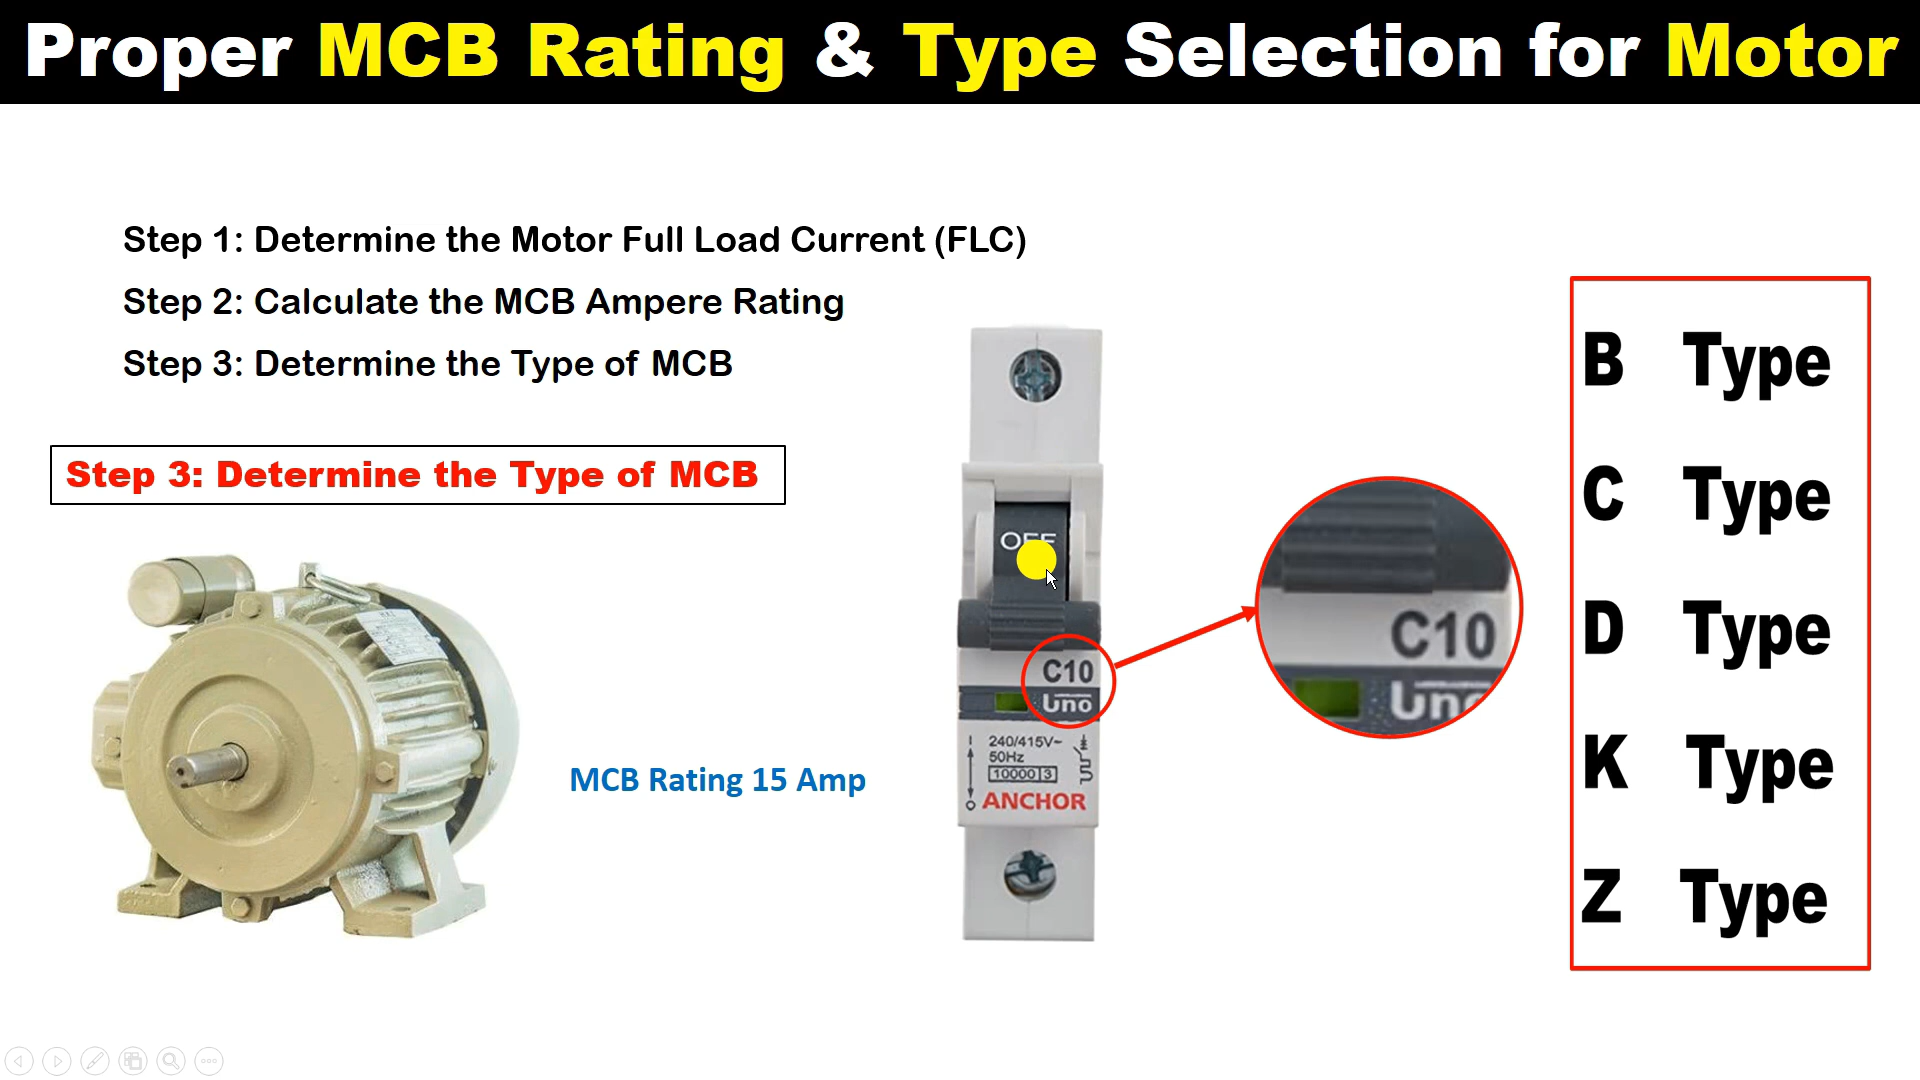 Proper MCB Rating & Type Selection for Motor
Step 1: Determine the Motor Full Load Current (FLC)
Step 2: Calculate the MCB Ampere Rating
Step 3: Determine the Type of MCB
Step 3: Determine the Type of MCB
MCB Rating 15 Amp
OFF
C10
Uno
240/415V~
50Hz
10000 3
ANCHOR
C10
Uno
B Type
C Type
D Type
K Type
Z Type